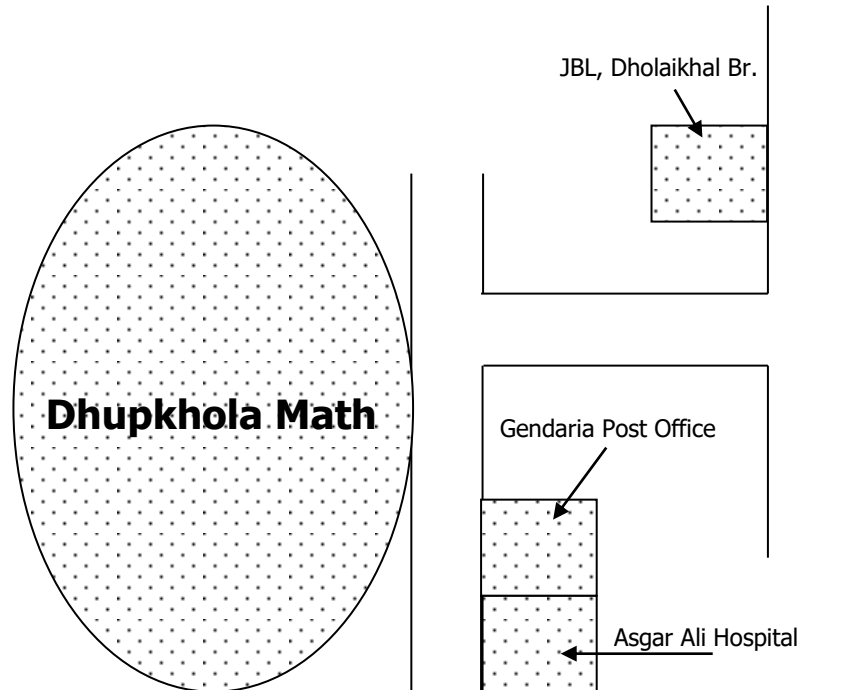 JBL, Dholaikhal Br.
Dhupkhola Math
Gendaria Post Office
Asgar Ali Hospital